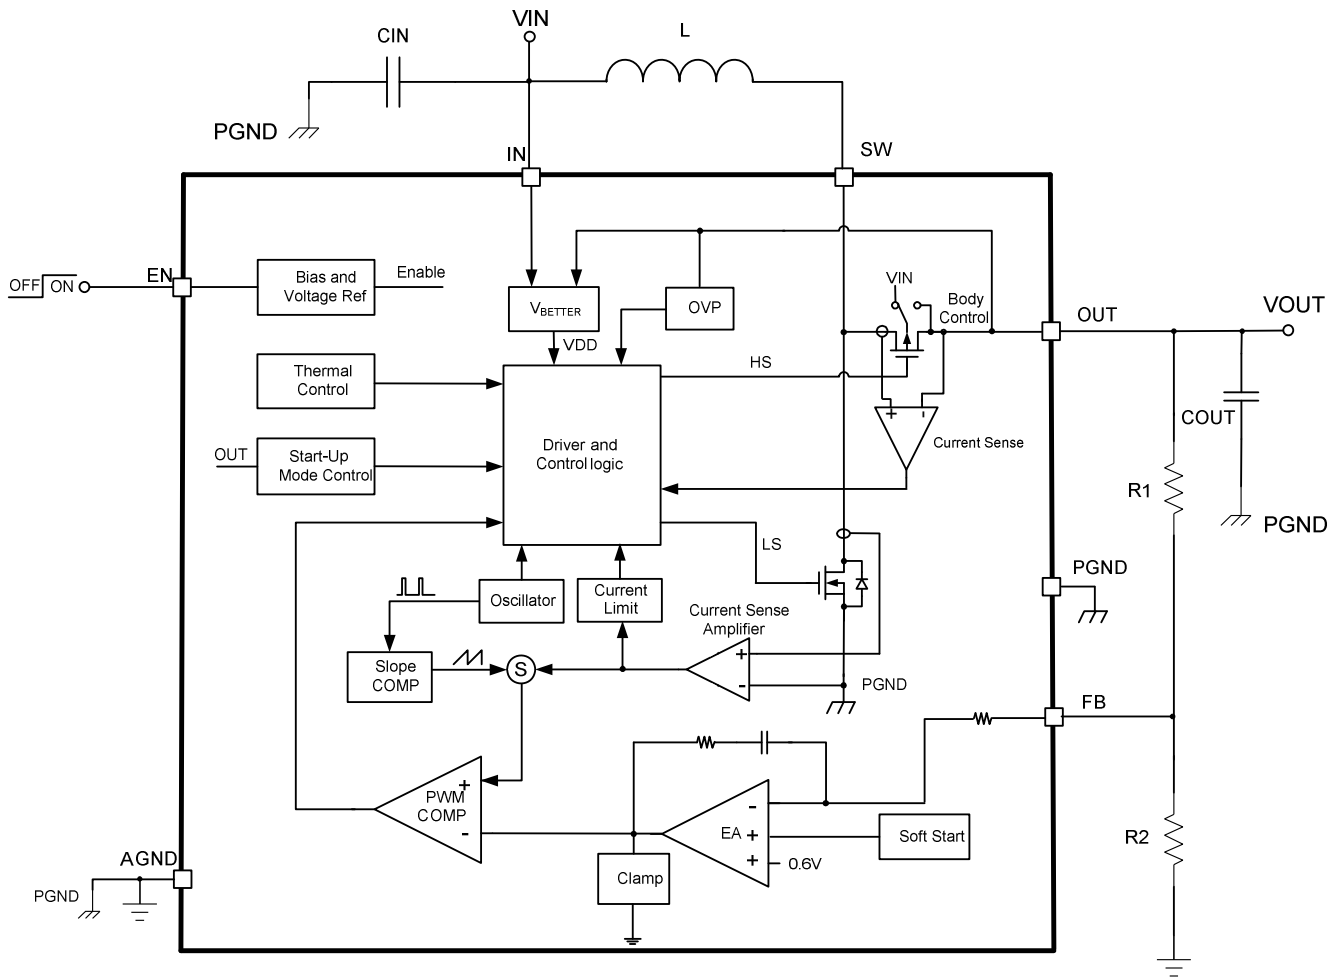 VIN
CIN
L
PGND
IN
SW
EN
OFF
ON
Bias and
Voltage Ref
Enable
VBETTER
OVP
VIN
Body
Control
OUT
VOUT
VDD
HS
Thermal
Control
COUT
+
-
Current Sense
OUT
Start-Up
Mode Control
Driver and
Control logic
R1
PGND
LS
PGND
Oscillator
Current
Limit
Current Sense
Amplifier
+
-
Slope
COMP
S
PGND
FB
PWM
COMP
+
-
-
EA
+
+
0.6V
Soft Start
R2
Clamp
AGND
PGND